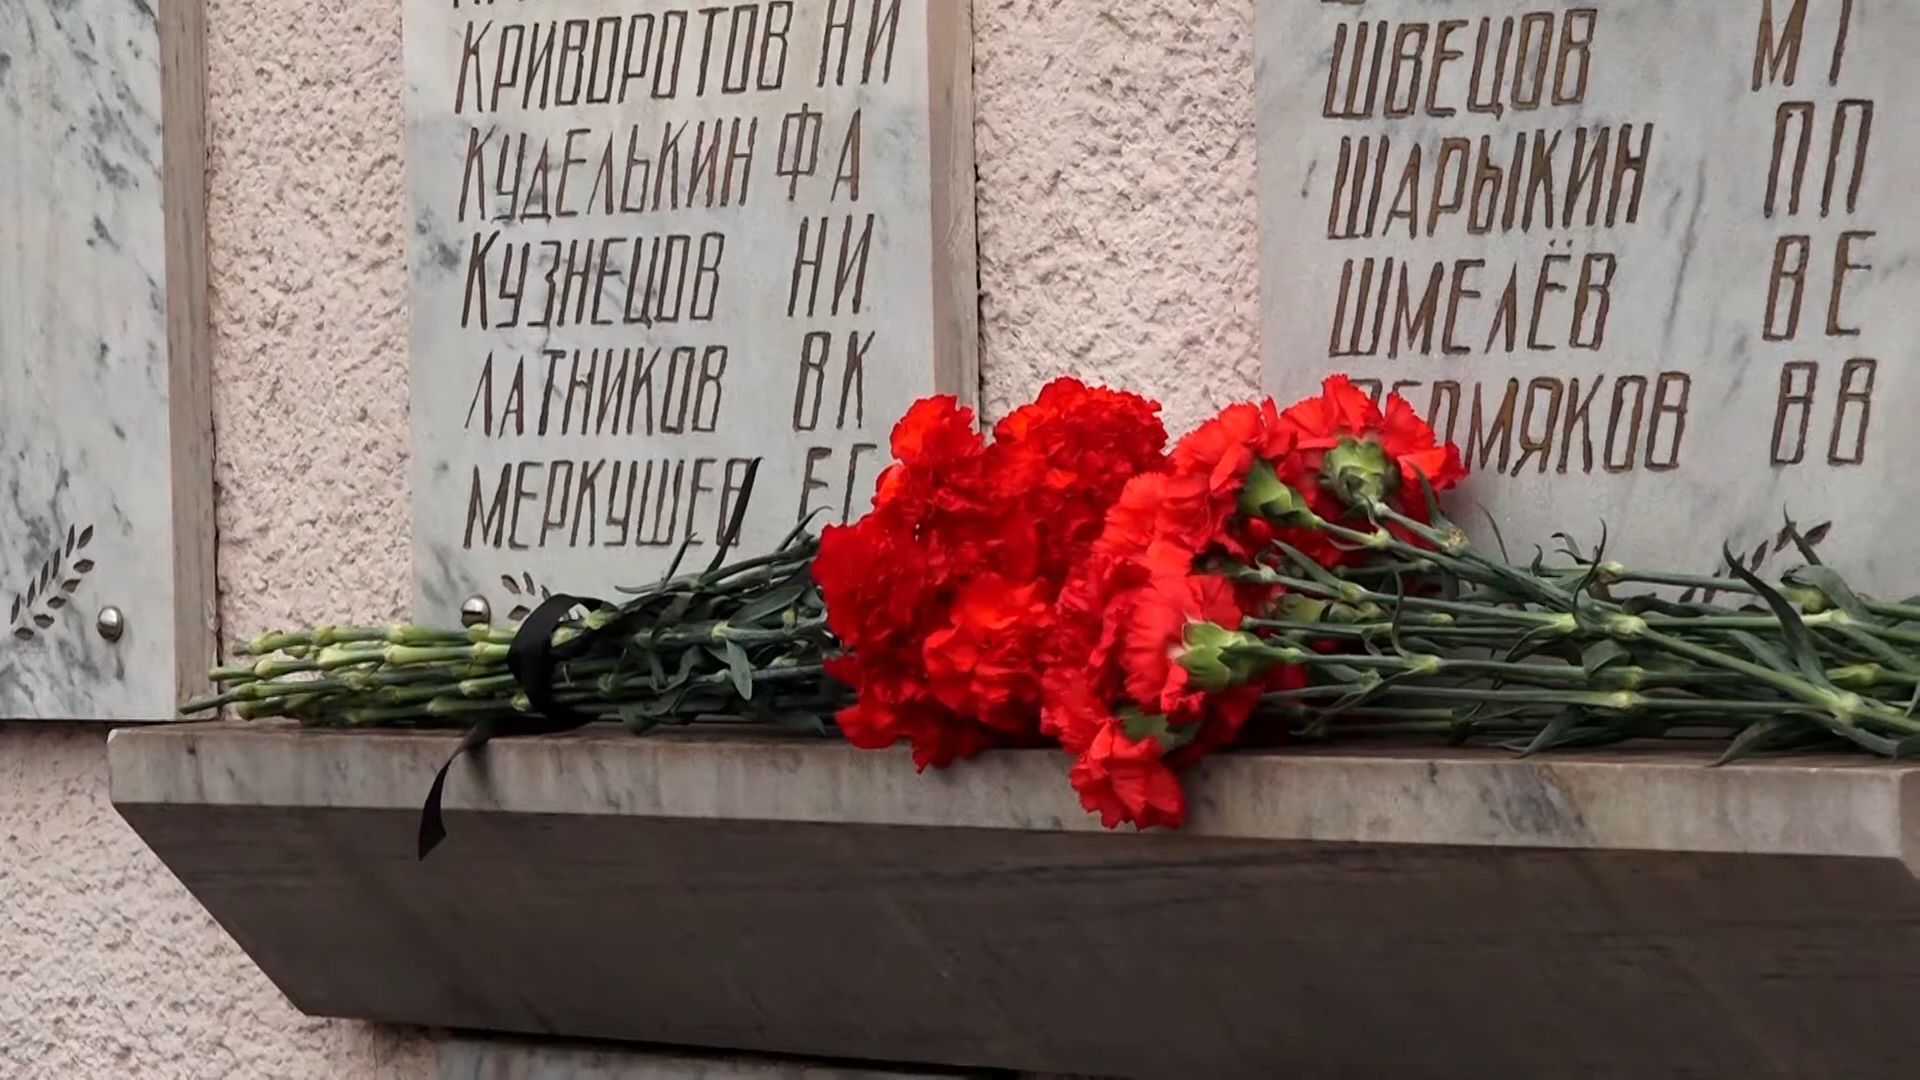 КРИВОРОТОВ НИ
КУДЕЛЬКИН ФА
КУЗНЕЦОВ НИ
ЛАТНИКОВ ВК
МЕРКУШЕВ ЕГ
ШВЕЦОВ МТ
ШАРЫКИН ПП
ШМЕЛЁВ ВЕ
ВВ